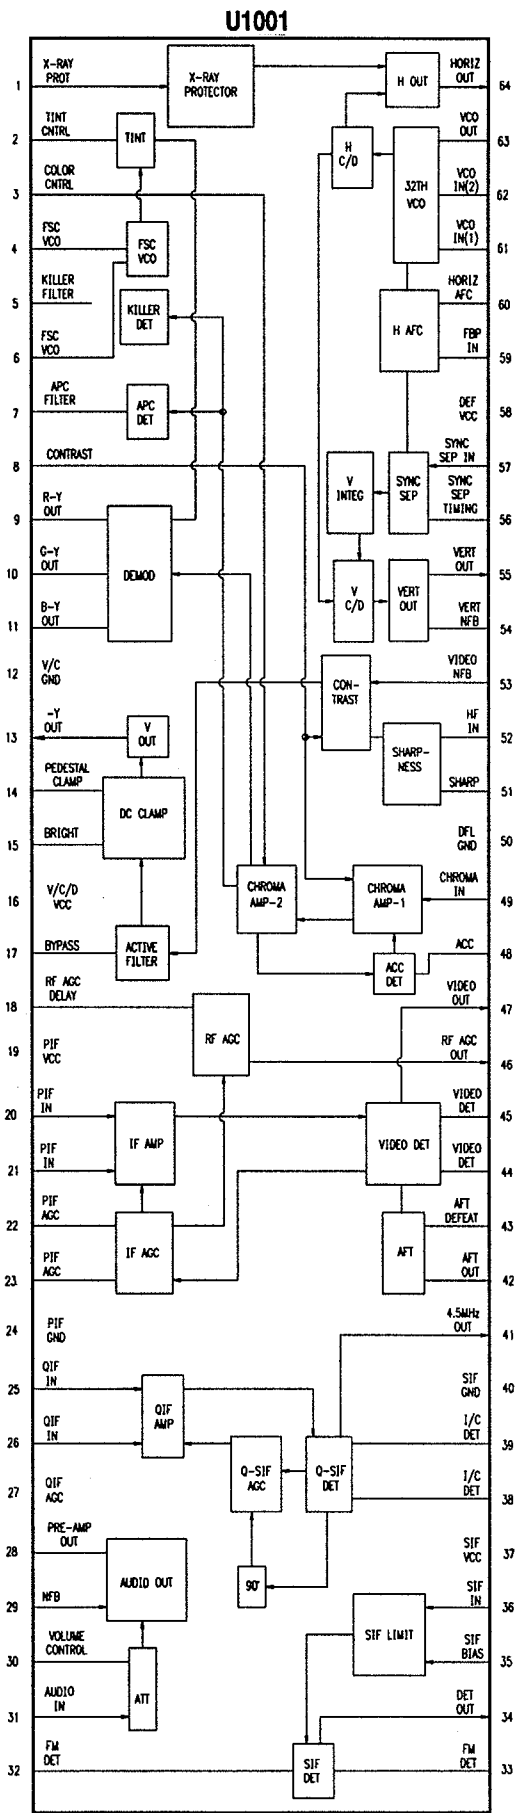 U1001
X-RAY
PROT
1
X-RAY
PROTECTOR
H OUT
HORIZ
OUT
64
TINT
CNTRL
2
TINT
H
C/D
32TH
VCO
VCO
OUT
63
COLOR
CNTRL
3
VCO
IN(2)
62
FSC
VCO
4
FSC
VCO
VCO
IN(1)
61
KILLER
FILTER
5
KILLER
DET
H AFC
HORIZ
AFC
60
FSC
VCO
6
FBP
IN
59
APC
FILTER
7
APC
DET
DEF
VCC
58
CONTRAST
8
V
INTEG
SYNC
SEP
SYNC
SEP IN
57
R-Y
OUT
9
SYNC
SEP
TIMING
56
G-Y
OUT
10
DEMOD
V
C/D
VERT
OUT
VERT
OUT
55
B-Y
OUT
11
VERT
NFB
54
V/C
GND
12
CON-
TRAST
VIDEO
NFB
53
-Y
OUT
13
V
OUT
SHARP-
NESS
HF
IN
52
PEDESTAL
CLAMP
14
DC CLAMP
SHARP
51
BRIGHT
15
DFL
GND
50
V/C/D
VCC
16
CHROMA
AMP-2
CHROMA
AMP-1
CHROMA
IN
49
BYPASS
17
ACTIVE
FILTER
ACC
DET
ACC
48
RF AGC
DELAY
18
RF AGC
VIDEO
OUT
47
PIF
VCC
19
RF AGC
OUT
46
PIF
IN
20
IF AMP
VIDEO DET
VIDEO
DET
45
PIF
IN
21
VIDEO
DET
44
PIF
AGC
22
IF AGC
AFT
AFT
DEFEAT
43
PIF
AGC
23
AFT
OUT
42
PIF
GND
24
4.5MHz
OUT
41
QIF
IN
25
QIF
AMP
SIF
GND
40
QIF
IN
26
Q-SIF
AGC
Q-SIF
DET
I/C
DET
39
QIF
AGC
27
I/C
DET
38
PRE-AMP
OUT
28
AUDIO OUT
90°
SIF
VCC
37
NFB
29
SIF LIMIT
SIF
IN
36
VOLUME
CONTROL
30
ATT
SIF
BIAS
35
AUDIO
IN
31
DET
OUT
34
FM
DET
32
SIF
DET
FM
DET
33